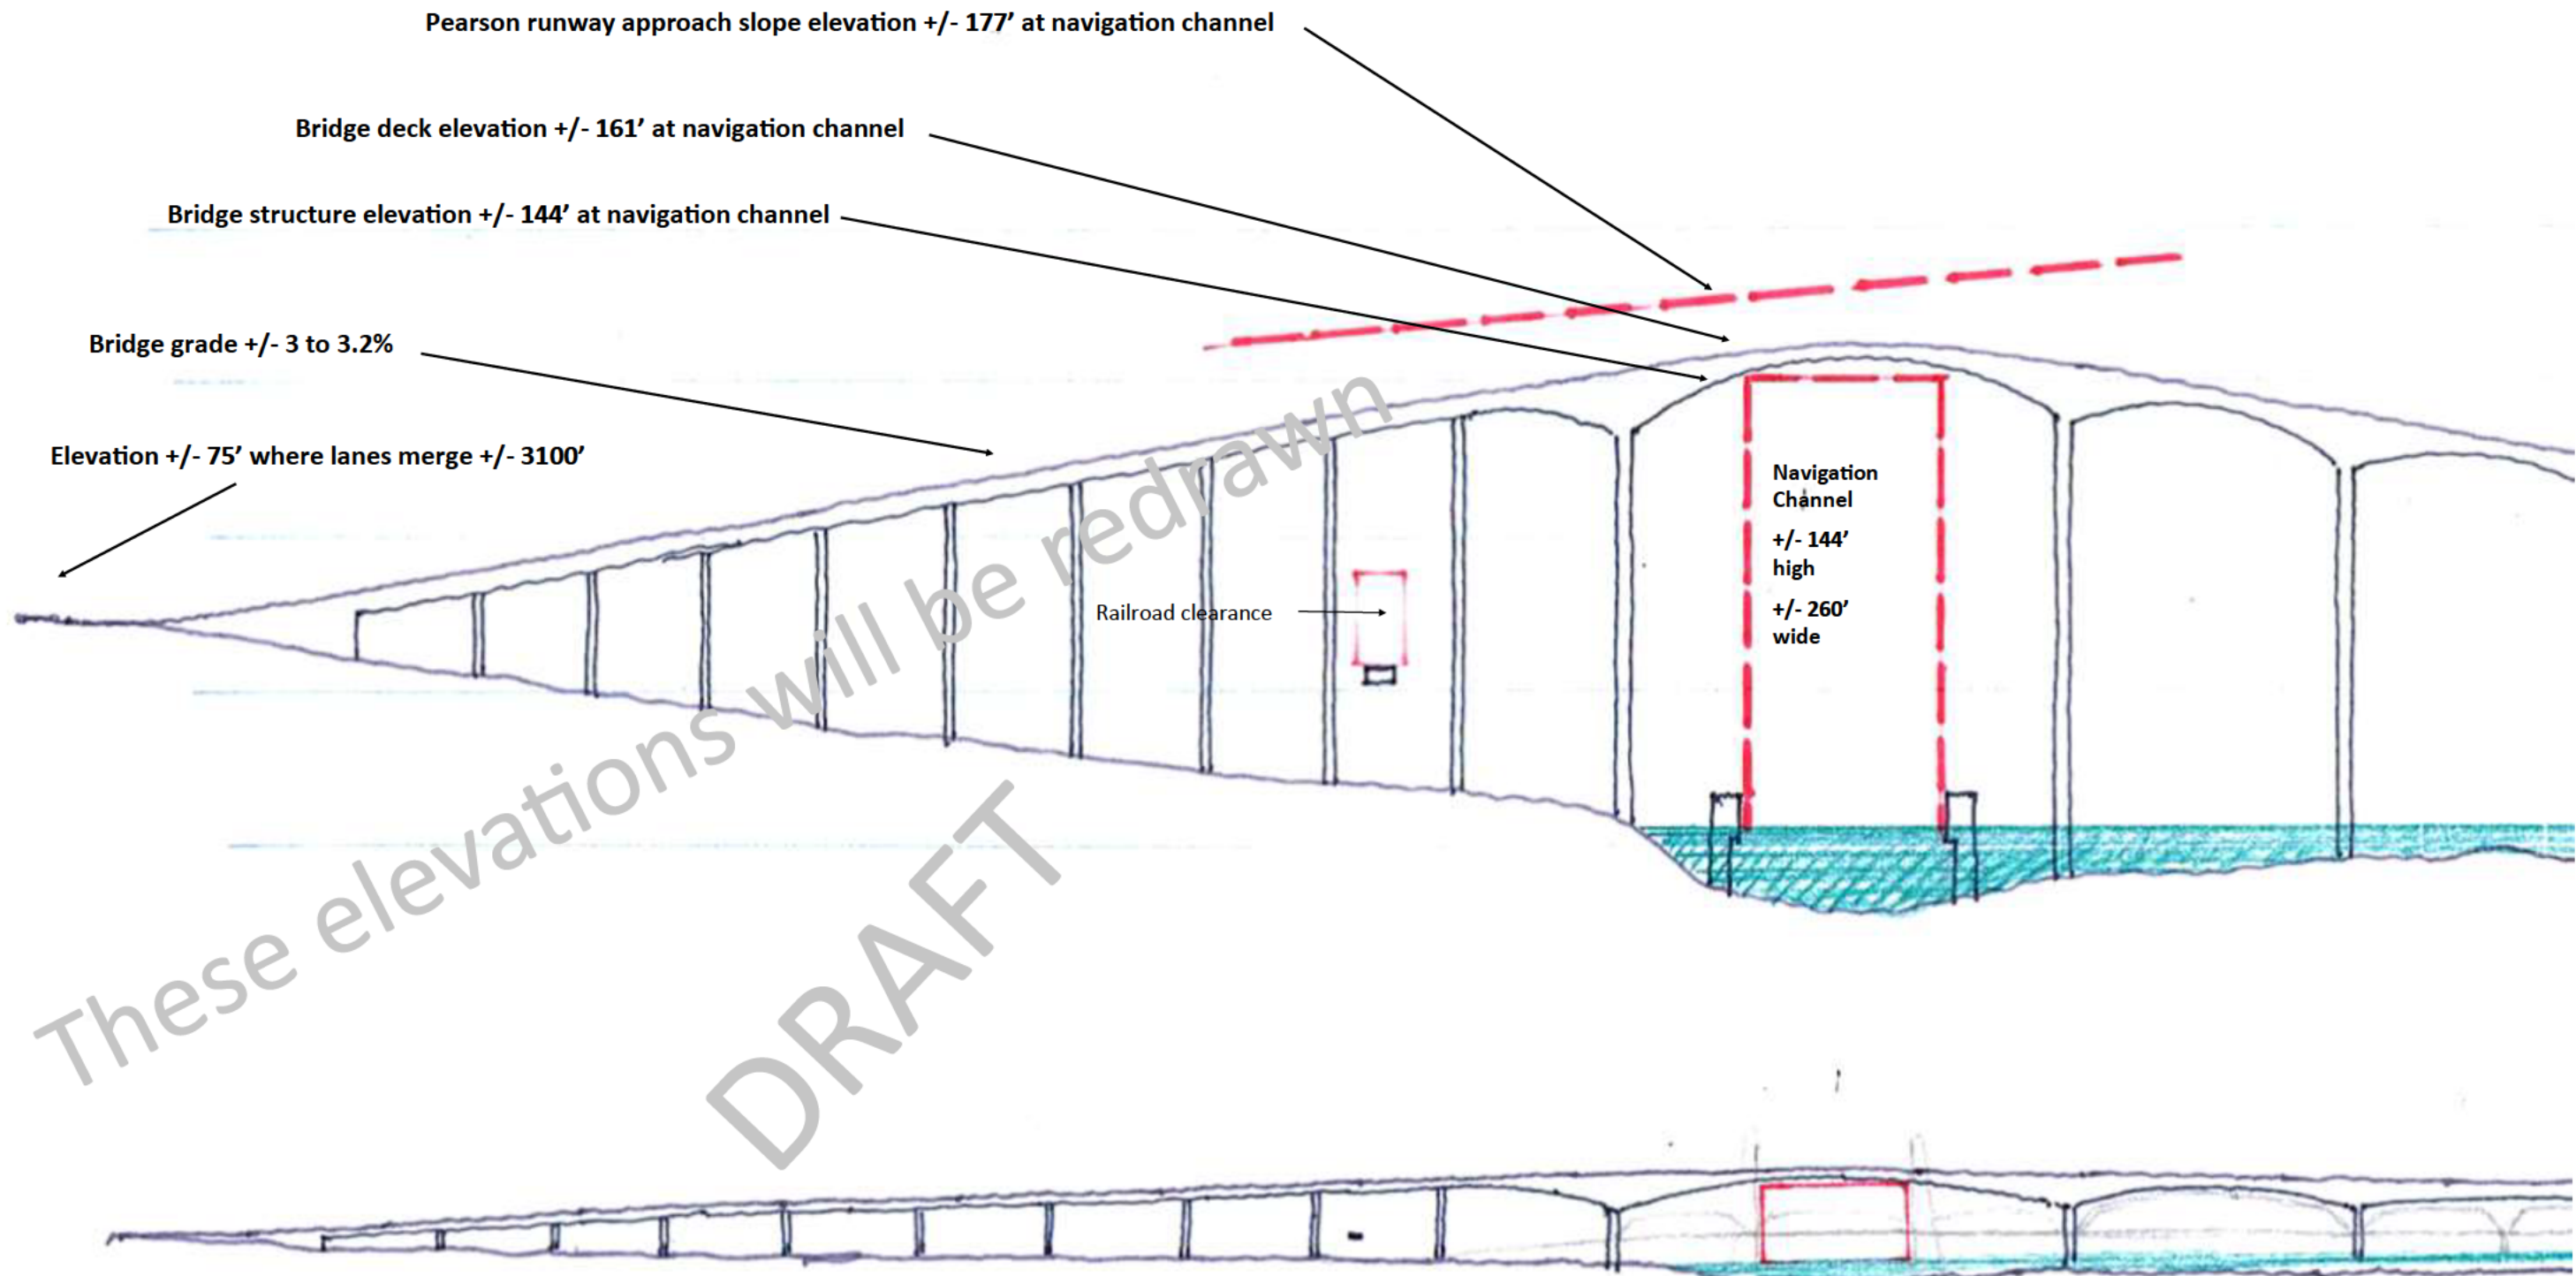 Pearson runway approach slope elevation +/- 177’ at navigation channel
Bridge deck elevation +/- 161’ at navigation channel
Bridge structure elevation +/- 144’ at navigation channel
Bridge grade +/- 3 to 3.2%
Elevation +/- 75’ where lanes merge +/- 3100’
Navigation
Channel
+/- 144’
high
+/- 260’
wide
Railroad clearance
These elevations will be redrawn
DRAFT